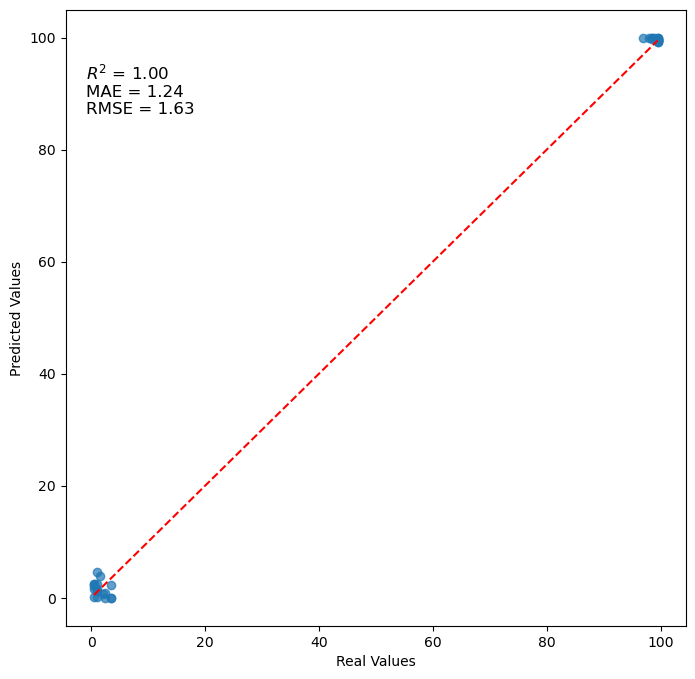 R² = 1.00
MAE = 1.24
RMSE = 1.63
100
80
60
40
20
0
Predicted Values
0 20 40 60 80 100
Real Values